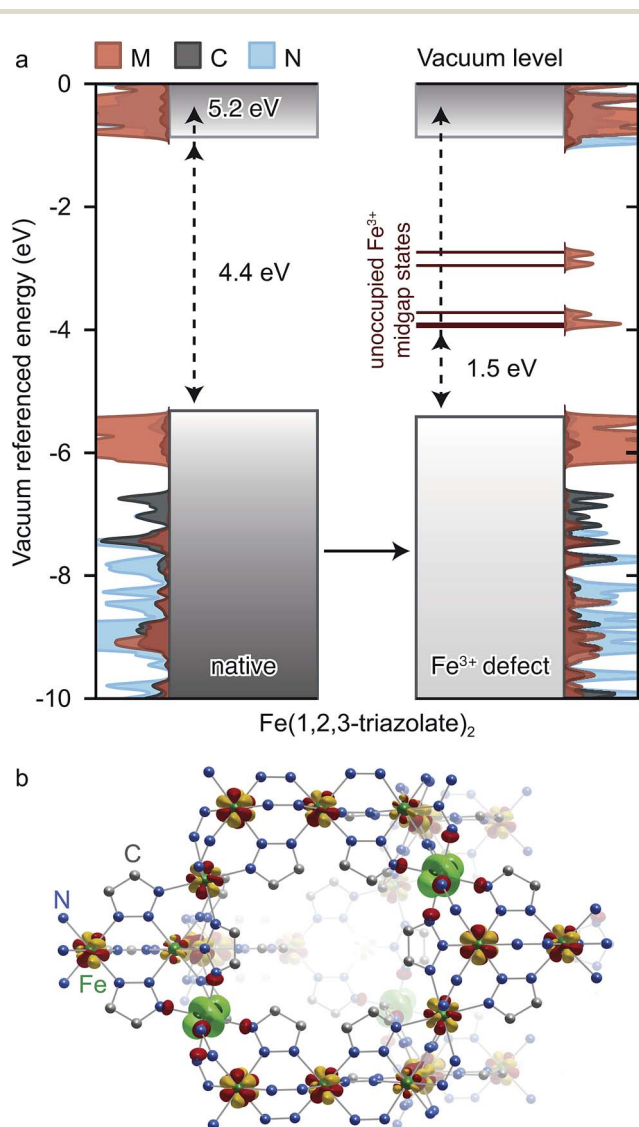 a
M C N
Vacuum level
0
-2
-4
-6
-8
-10
Vacuum referenced energy (eV)
5.2 eV
4.4 eV
unoccupied Fe³⁺
midgap states
1.5 eV
native
Fe³⁺ defect
Fe(1,2,3-triazolate)₂
b
C
N
Fe